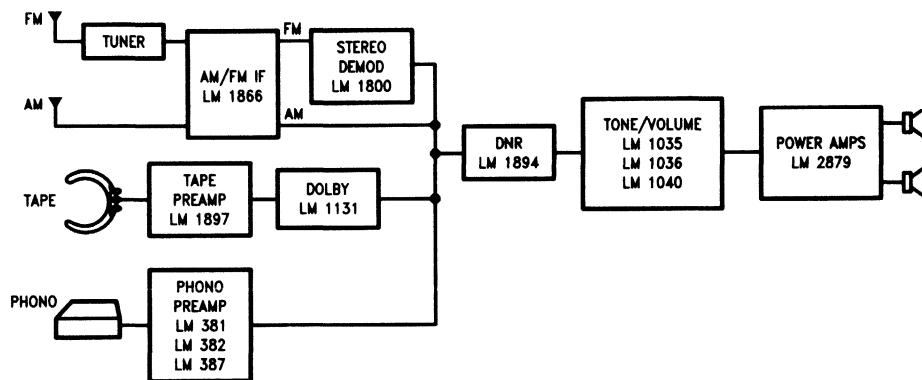 FM
TUNER
AM/FM IF
LM 1866
FM
STEREO
DEMOD
LM 1800
AM
AM
DNR
LM 1894
TONE/VOLUME
LM 1035
LM 1036
LM 1040
POWER AMPS
LM 2879
TAPE
TAPE
PREAMP
LM 1897
DOLBY
LM 1131
PHONO
PHONO
PREAMP
LM 381
LM 382
LM 387